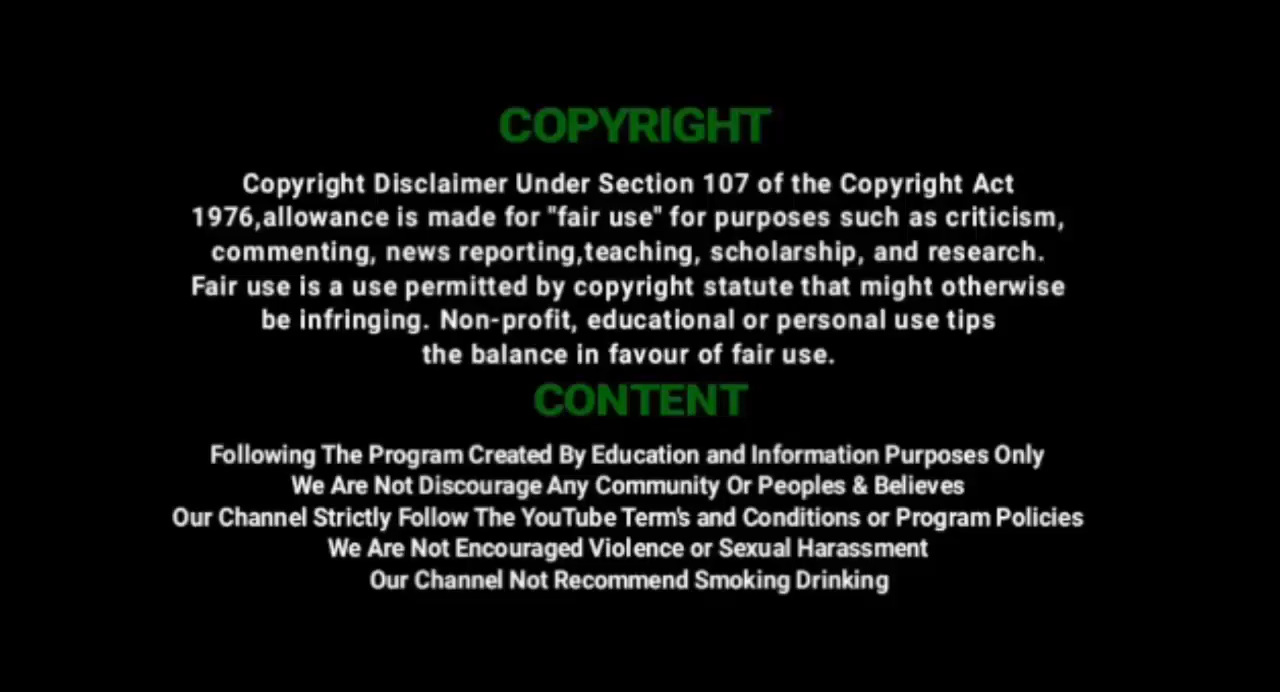 COPYRIGHT
Copyright Disclaimer Under Section 107 of the Copyright Act
1976,allowance is made for "fair use" for purposes such as criticism,
commenting, news reporting,teaching, scholarship, and research.
Fair use is a use permitted by copyright statute that might otherwise
be infringing. Non-profit, educational or personal use tips
the balance in favour of fair use.
CONTENT
Following The Program Created By Education and Information Purposes Only
We Are Not Discourage Any Community Or Peoples & Believes
Our Channel Strictly Follow The YouTube Term's and Conditions or Program Policies
We Are Not Encouraged Violence or Sexual Harassment
Our Channel Not Recommend Smoking Drinking